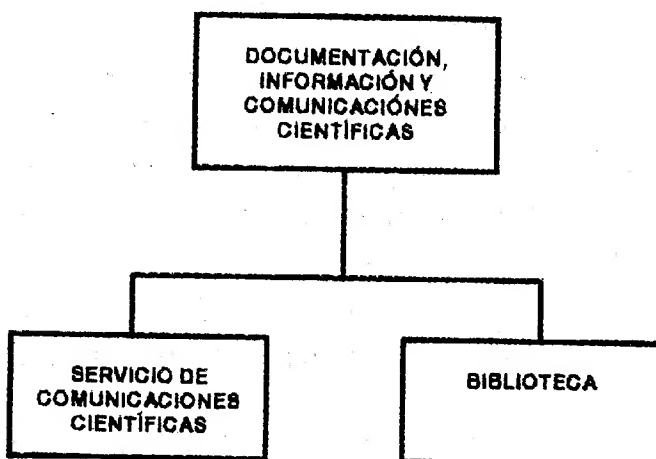 DOCUMENTACIÓN,
INFORMACIÓN Y
COMUNICACIÓNES
CIENTÍFICAS
SERVICIO DE
COMUNICACIONES
CIENTÍFICAS
BIBLIOTECA